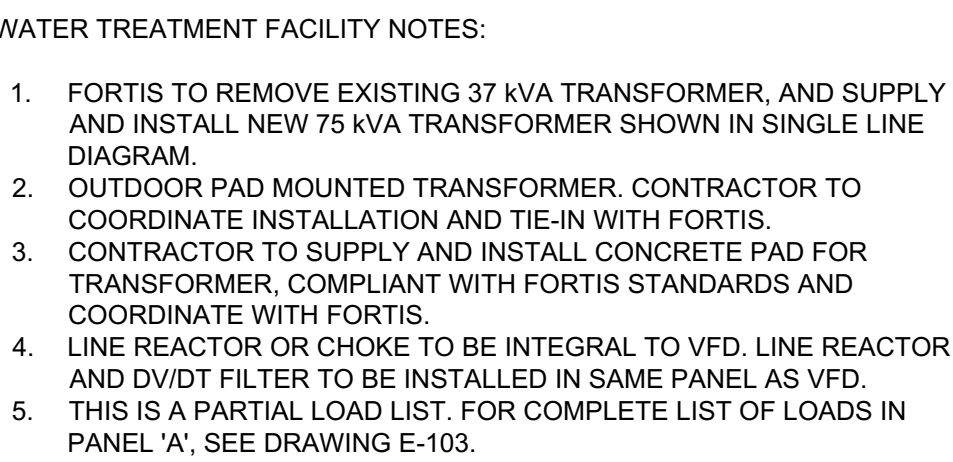 WATER TREATMENT FACILITY NOTES:
1. FORTIS TO REMOVE EXISTING 37 kVA TRANSFORMER, AND SUPPLY
AND INSTALL NEW 75 kVA TRANSFORMER SHOWN IN SINGLE LINE
DIAGRAM.
2. OUTDOOR PAD MOUNTED TRANSFORMER. CONTRACTOR TO
COORDINATE INSTALLATION AND TIE-IN WITH FORTIS.
3. CONTRACTOR TO SUPPLY AND INSTALL CONCRETE PAD FOR
TRANSFORMER, COMPLIANT WITH FORTIS STANDARDS AND
COORDINATE WITH FORTIS.
4. LINE REACTOR OR CHOKE TO BE INTEGRAL TO VFD. LINE REACTOR
AND DV/DT FILTER TO BE INSTALLED IN SAME PANEL AS VFD.
5. THIS IS A PARTIAL LOAD LIST. FOR COMPLETE LIST OF LOADS IN
PANEL 'A', SEE DRAWING E-103.